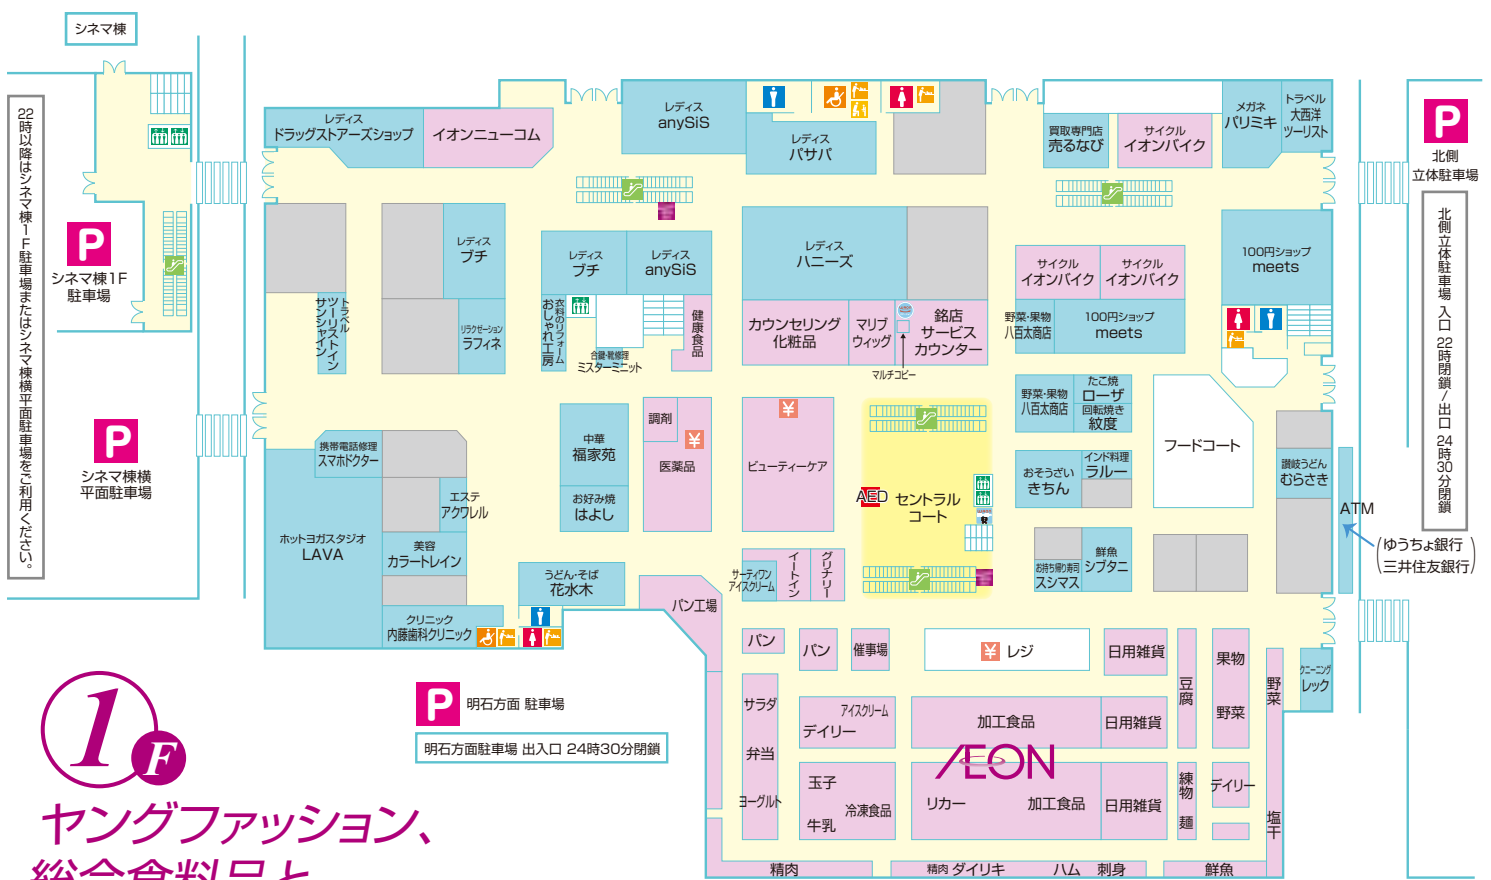 シネマ棟
22時以降はシネマ棟1F駐車場またはシネマ棟横平面駐車場をご利用ください。
P
シネマ棟1F
駐車場
P
シネマ棟横
平面駐車場
レディス
ドラッグストアーズショップ
イオンニューコム
レディス
anySiS
レディス
パサパ
買取専門店
売るなび
サイクル
イオンバイク
メガネ
パリミキ
トラベル
大西洋
ツーリスト
P
北側
立体駐車場
北側立体駐車場 入口 22時閉鎖/出口 24時30分閉鎖
レディス
プチ
レディス
プチ
レディス
anySiS
レディス
ハニーズ
サイクル
イオンバイク
サイクル
イオンバイク
100円ショップ
meets
トラベル
ツーリストイン
サンシャイン
リラクゼーション
ラフィネ
衣料のリフォーム
おしゃれ工房
合鍵・靴修理
ミスターミニット
健康食品
カウンセリング
化粧品
マリブ
ウィッグ
銘店
サービス
カウンター
マルチコピー
野菜・果物
八百太商店
100円ショップ
meets
携帯電話修理
スマホドクター
エステ
アクワレル
ホットヨガスタジオ
LAVA
美容
カラートレイン
クリニック
内藤歯科クリニック
中華
福家苑
お好み焼
はよし
うどん・そば
花水木
調剤
¥
医薬品
¥
ビューティーケア
AED
セントラル
コート
野菜・果物
八百太商店
たこ焼
ローザ
回転焼き
紋度
おそうざい
きちん
インド料理
ラルー
フードコート
讃岐うどん
むらさき
ATM
(ゆうちょ銀行
三井住友銀行)
お持ち帰り寿司
スシマス
鮮魚
シブタニ
サーティワン
アイスクリーム
イートイン
グリナリー
パン工場
パン
パン
催事場
¥ レジ
日用雑貨
豆腐
果物
野菜
野菜
クリーニング
レック
サラダ
弁当
ヨーグルト
アイスクリーム
デイリー
加工食品
日用雑貨
ÆON
玉子
冷凍食品
牛乳
リカー
加工食品
日用雑貨
練物
麺
デイリー
塩干
精肉
精肉 ダイリキ
ハム
刺身
鮮魚
P
明石方面 駐車場
明石方面駐車場 出入口 24時30分閉鎖
1F
ヤングファッション、
総合食料品と